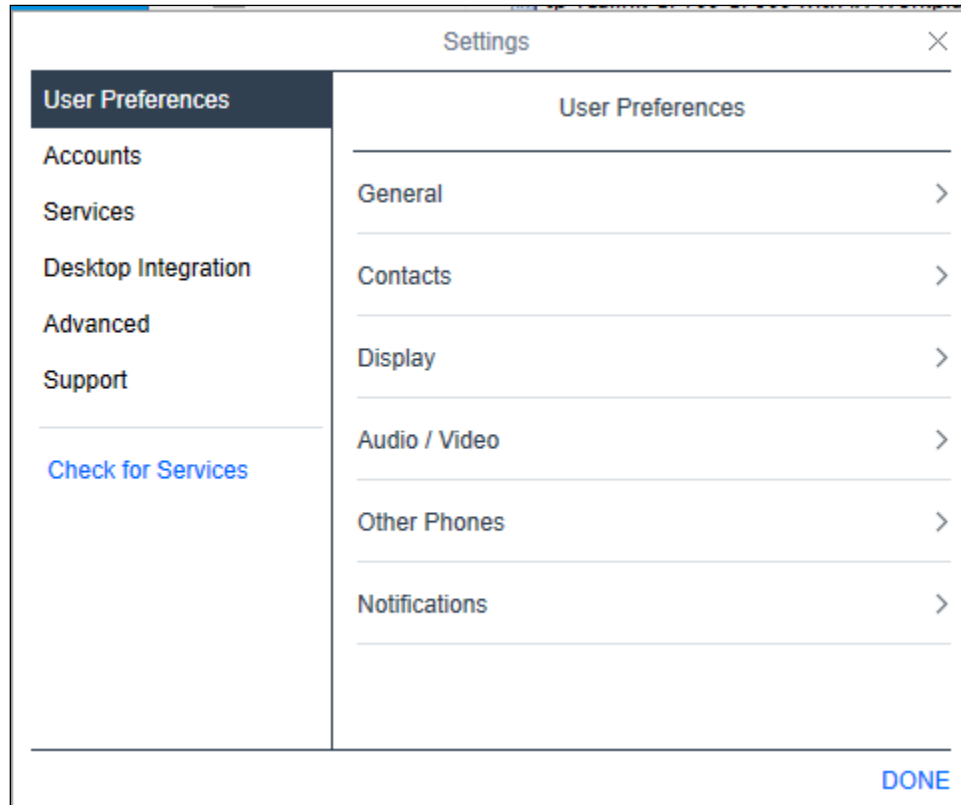 Settings
User Preferences
Accounts
Services
Desktop Integration
Advanced
Support
Check for Services
User Preferences
General
Contacts
Display
Audio / Video
Other Phones
Notifications
DONE